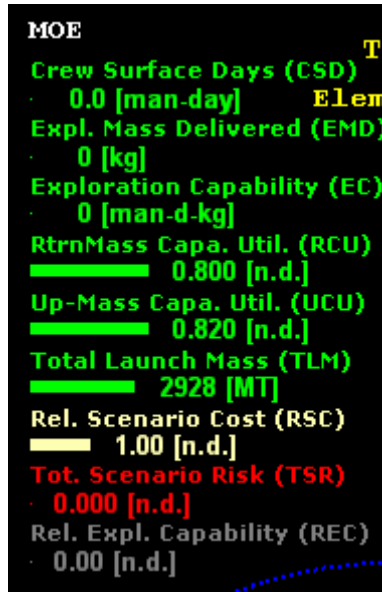 MOE
T
Crew Surface Days (CSD)
0.0 [man-day]
Elem
Expl. Mass Delivered (EMD)
0 [kg]
Exploration Capability (EC)
0 [man-d-kg]
RtrnMass Capa. Util. (RCU)
0.800 [n.d.]
Up-Mass Capa. Util. (UCU)
0.820 [n.d.]
Total Launch Mass (TLM)
2928 [MT]
Rel. Scenario Cost (RSC)
1.00 [n.d.]
Tot. Scenario Risk (TSR)
0.000 [n.d.]
Rel. Expl. Capability (REC)
0.00 [n.d.]